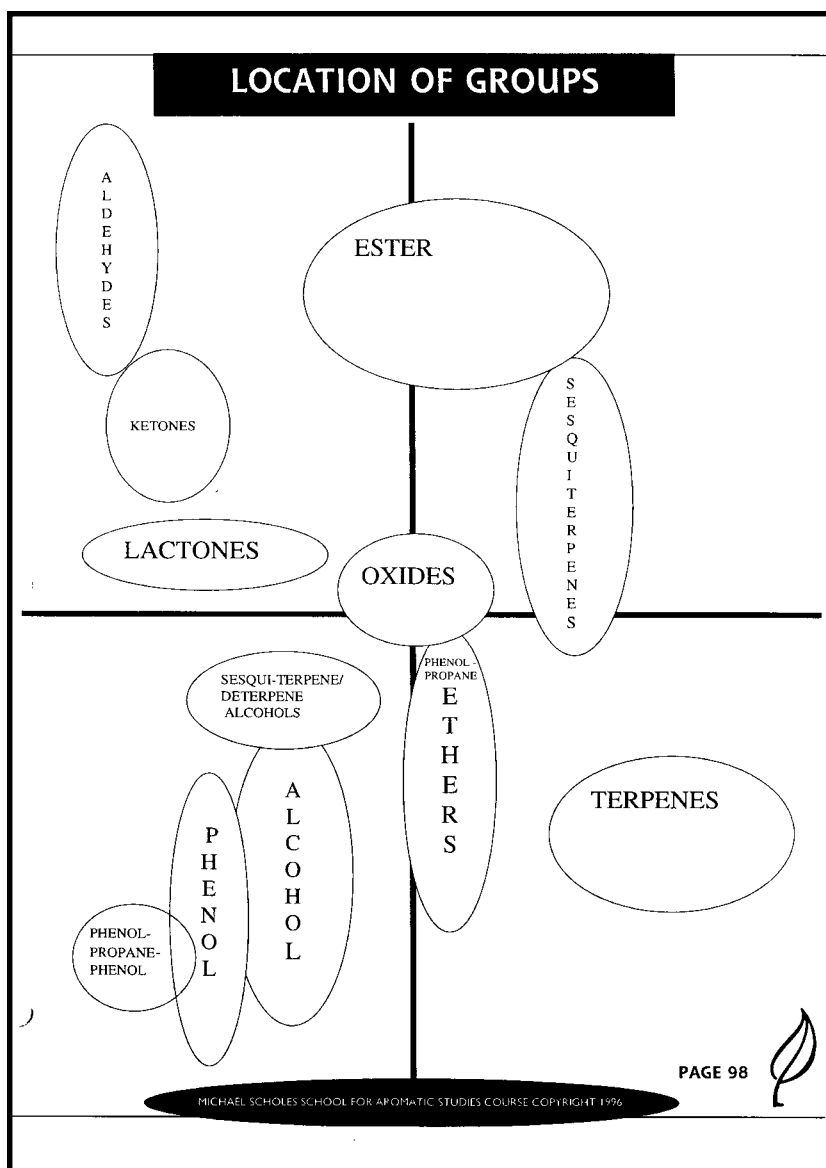 LOCATION OF GROUPS
ALDEHYDES
ESTER
KETONES
SESQUITERPENES
LACTONES
OXIDES
PHENOL -
PROPANE
ETHERS
SESQUI-TERPENE/
DETERPENE
ALCOHOLS
ALCOHOL
PHENOL
TERPENES
PHENOL-
PROPANE-
PHENOL
PAGE 98
MICHAEL SCHOLES SCHOOL FOR AROMATIC STUDIES COURSE COPYRIGHT 1996